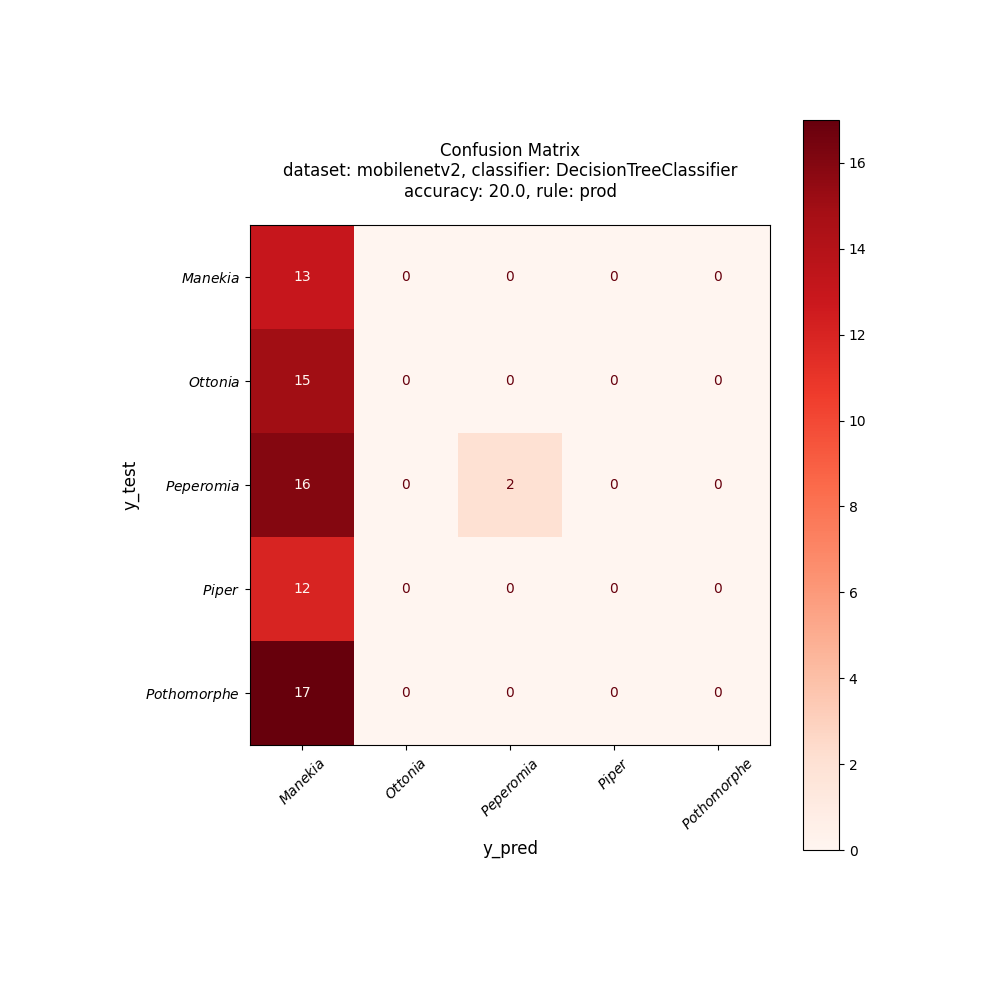 Confusion Matrix
dataset: mobilenetv2, classifier: DecisionTreeClassifier
accuracy: 20.0, rule: prod
Manekia 13 0 0 0 0
Ottonia 15 0 0 0 0
Peperomia 16 0 2 0 0
Piper 12 0 0 0 0
Pothomorphe 17 0 0 0 0
y_test
Manekia Ottonia Peperomia Piper Pothomorphe
y_pred
16
14
12
10
8
6
4
2
0